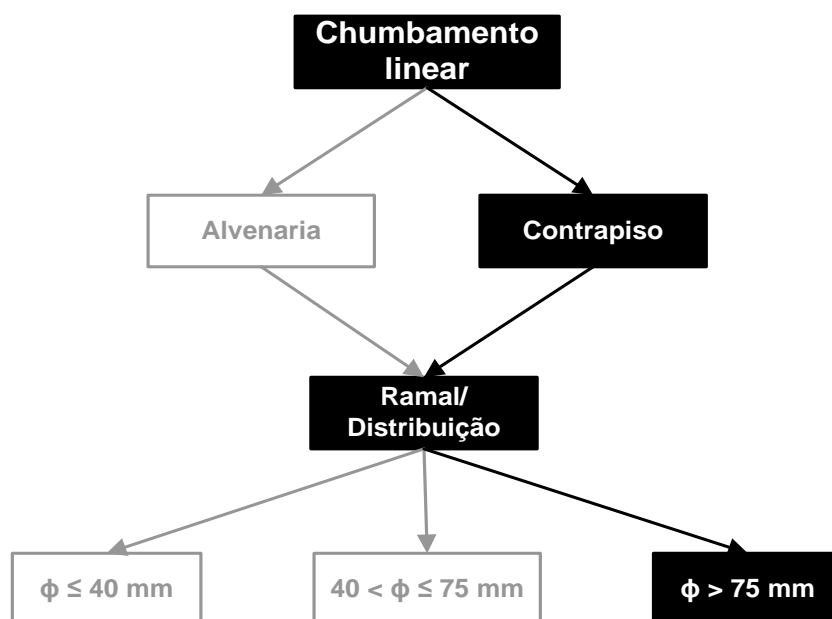 Chumbamento
linear
Alvenaria
Contrapiso
Ramal/
Distribuição
ϕ ≤ 40 mm
40 < ϕ ≤ 75 mm
ϕ > 75 mm